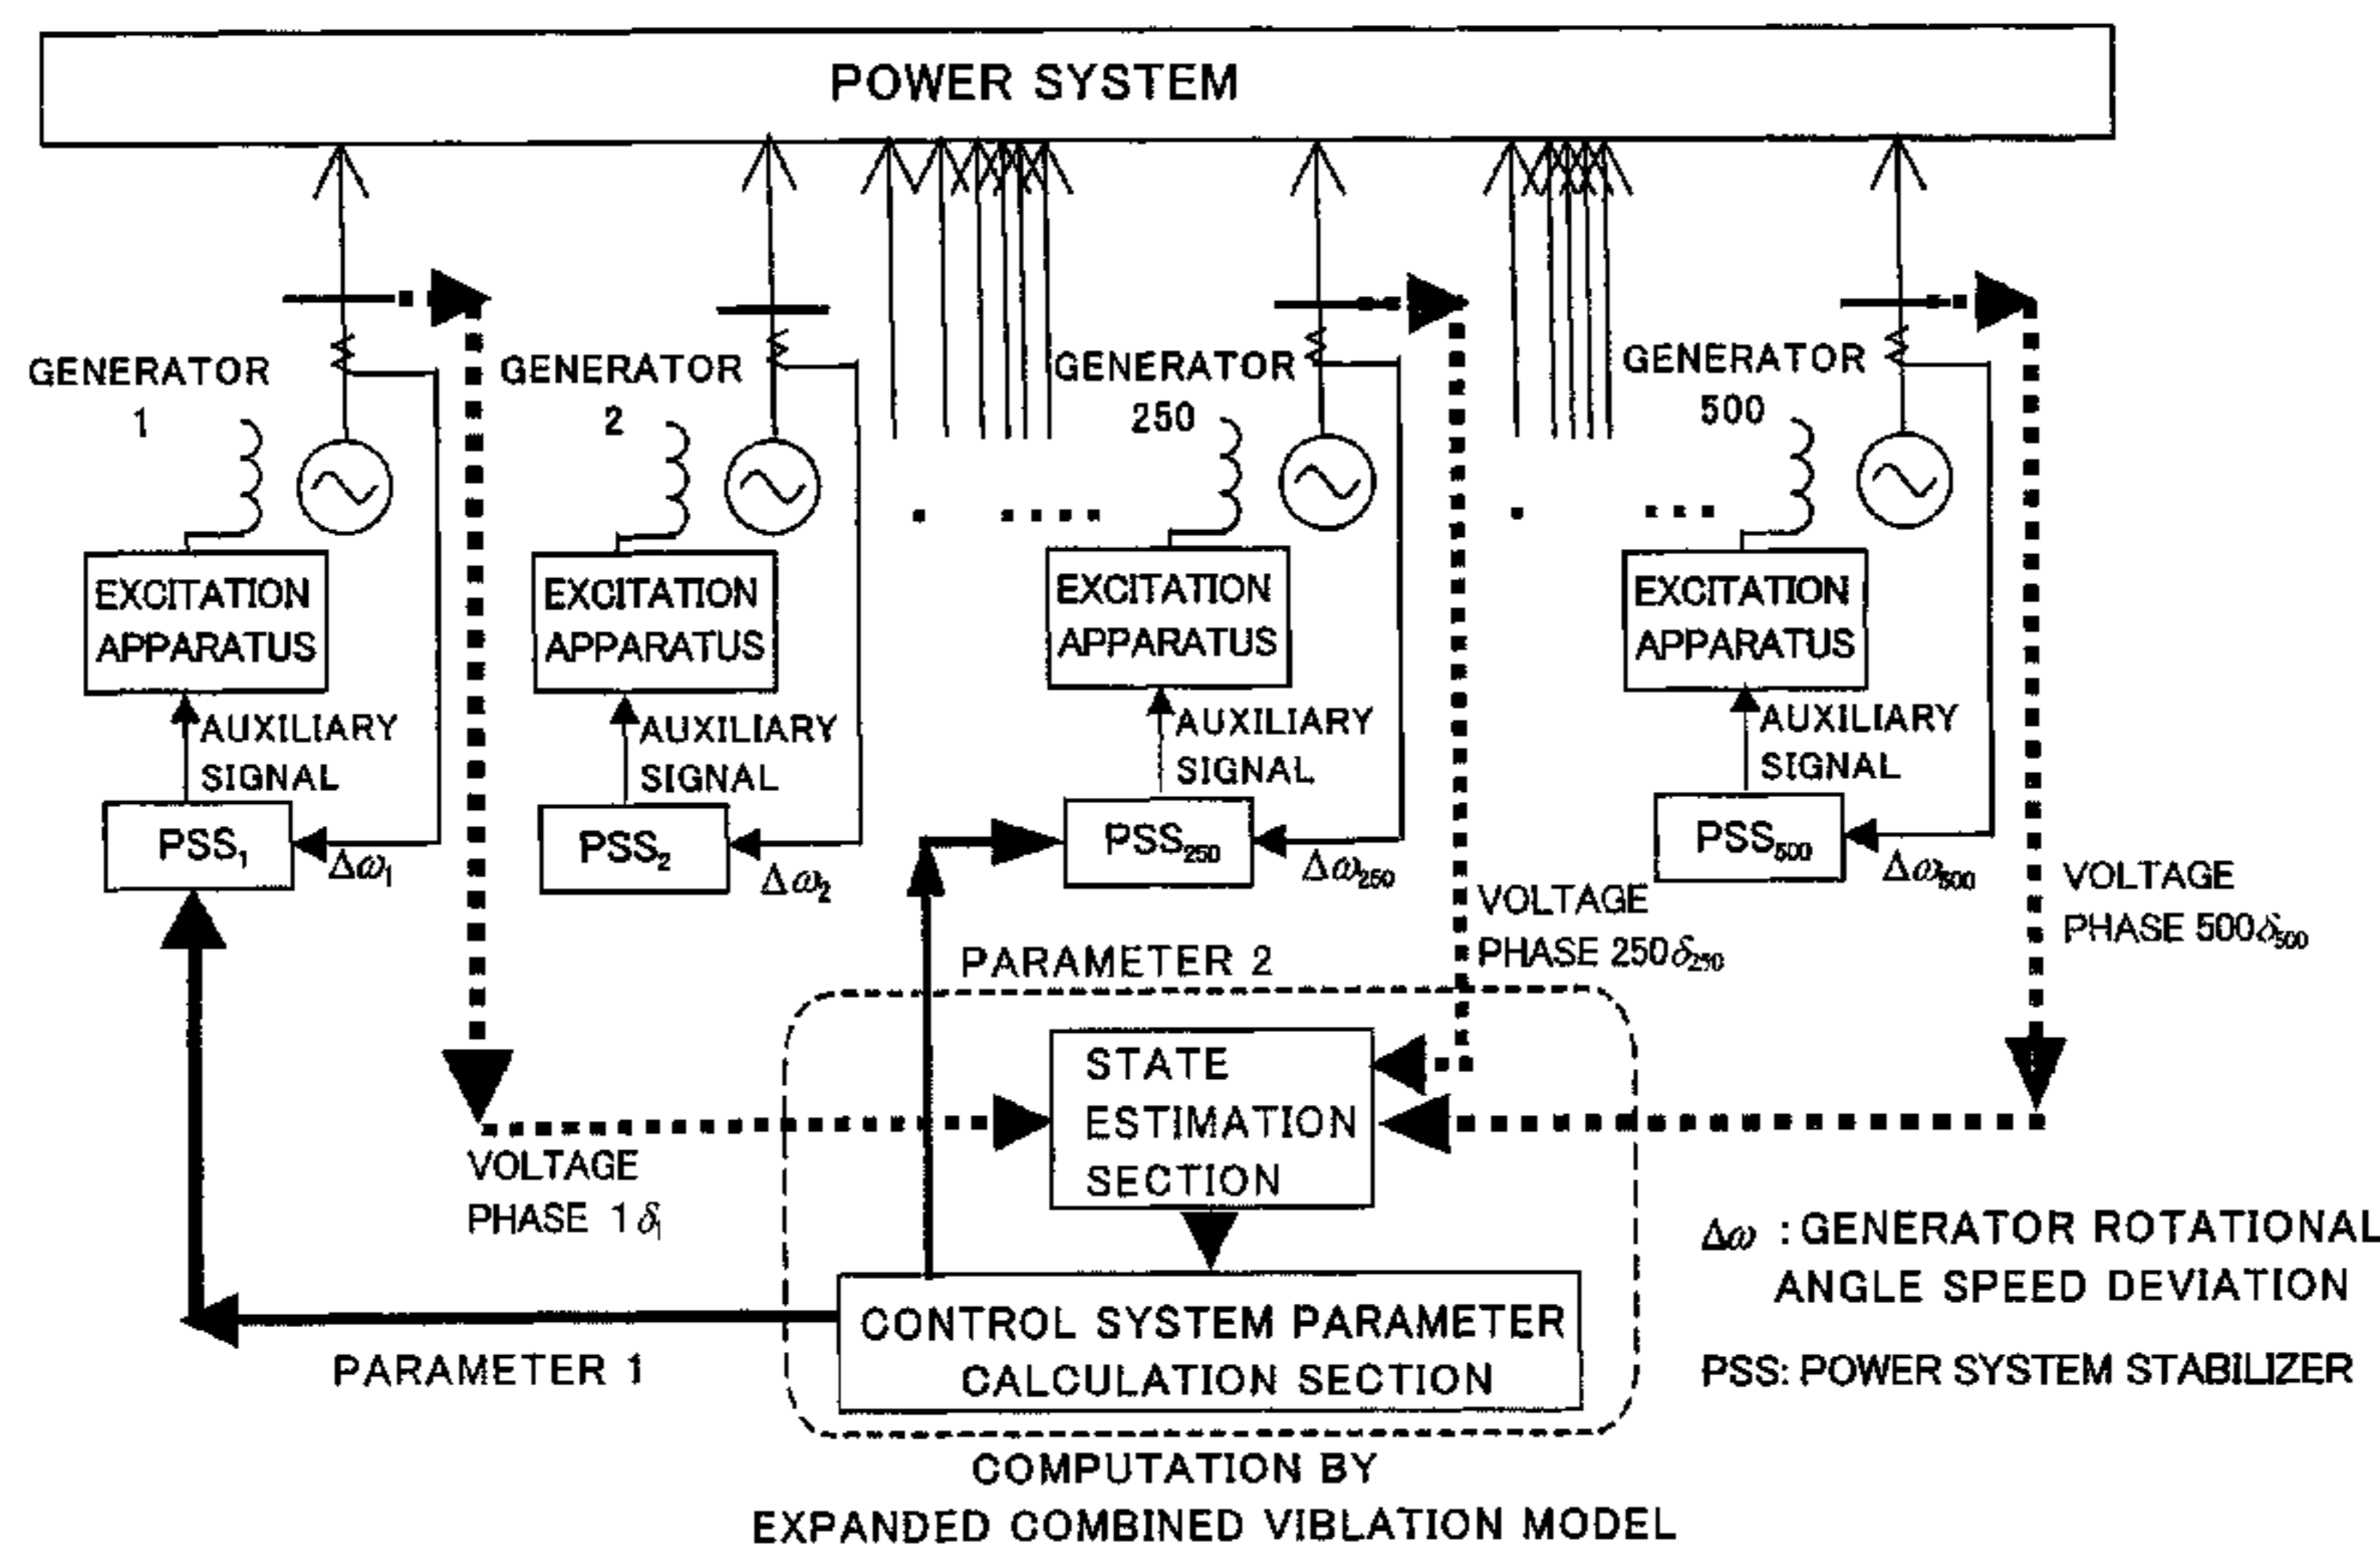 POWER SYSTEM
GENERATOR
1
GENERATOR
2
GENERATOR
250
GENERATOR
500
EXCITATION
APPARATUS
EXCITATION
APPARATUS
EXCITATION
APPARATUS
EXCITATION
APPARATUS
AUXILIARY
SIGNAL
AUXILIARY
SIGNAL
AUXILIARY
SIGNAL
AUXILIARY
SIGNAL
PSS₁
Δω₁
PSS₂
Δω₂
PSS₂₅₀
Δω₂₅₀
PSS₅₀₀
Δω₅₀₀
VOLTAGE
PHASE 250δ₂₅₀
VOLTAGE
PHASE 500δ₅₀₀
PARAMETER 2
STATE
ESTIMATION
SECTION
VOLTAGE
PHASE 1δ₁
CONTROL SYSTEM PARAMETER
CALCULATION SECTION
PARAMETER 1
Δω : GENERATOR ROTATIONAL
ANGLE SPEED DEVIATION
PSS: POWER SYSTEM STABILIZER
COMPUTATION BY
EXPANDED COMBINED VIBLATION MODEL